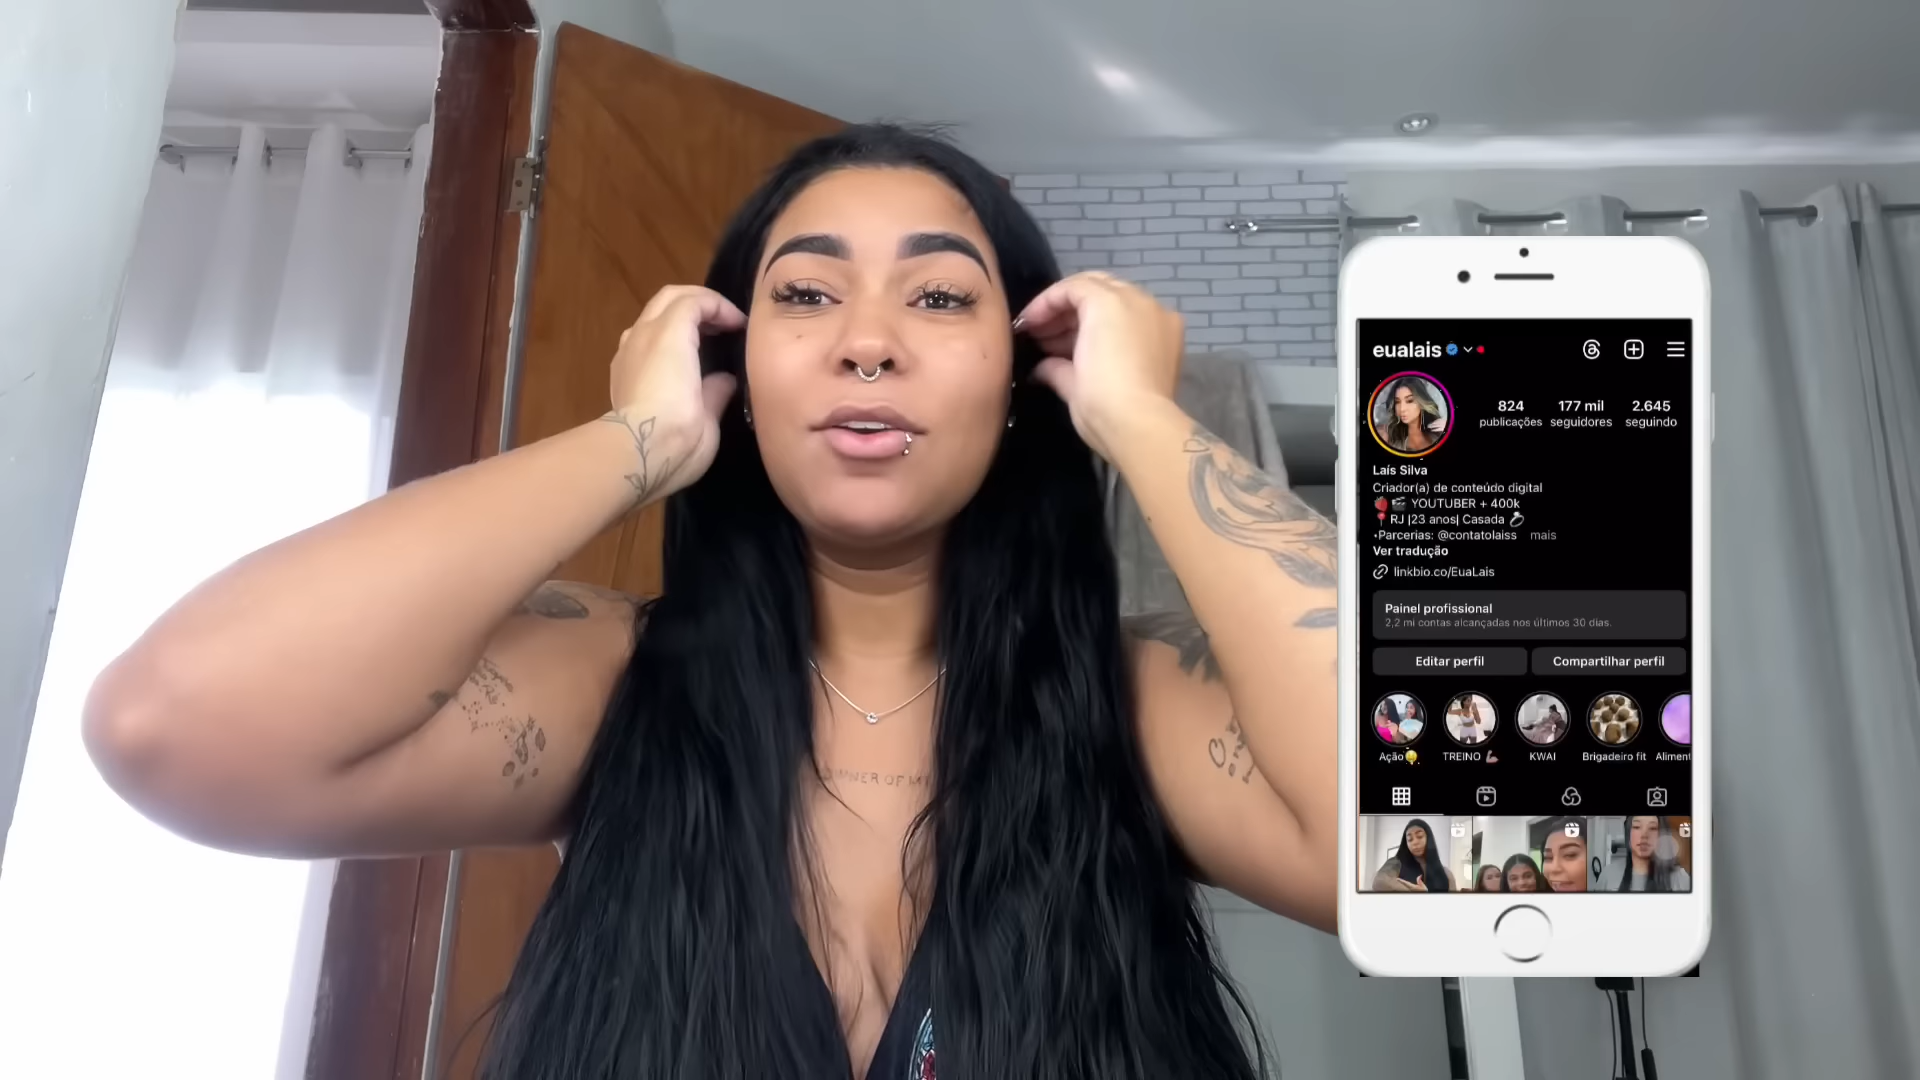 eualais
824
publicações
177 mil
seguidores
2.645
seguindo
Laís Silva
Criador(a) de conteúdo digital
🍓🎬 YOUTUBER + 400k
📍 RJ |23 anos| Casada 💍
•Parcerias: @contatolaiss mais
Ver tradução
linkbio.co/EuaLais
Painel profissional
2,2 mi contas alcançadas nos últimos 30 dias.
Editar perfil
Compartilhar perfil
Ação🤑
TREINO 💪🏽
KWAI
Brigadeiro fit
Aliment